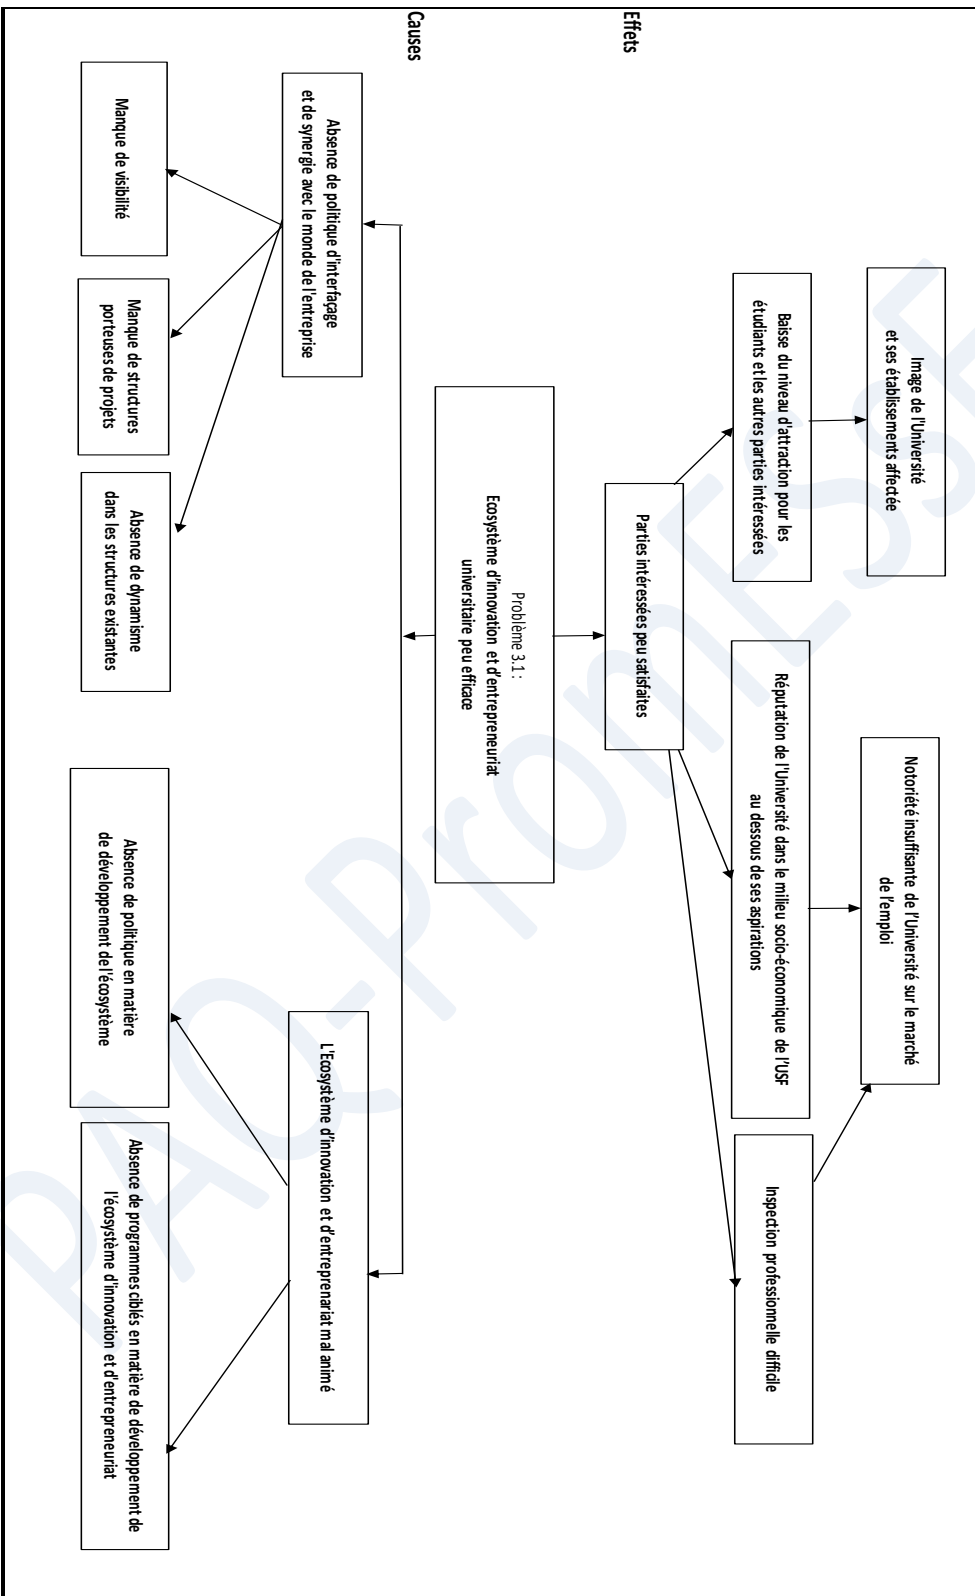 Image de l'Université
et ses établissements affectée
Notoriété insuffisante de l'Université sur le marché
de l'emploi
Baisse du niveau d'attraction pour les
étudiants et les autres parties intéressées
Réputation de l'Université dans le milieu socio-économique de l'USF
au dessous de ses aspirations
Inspection professionnelle difficile
Effets
Parties intéressées peu satisfaites
Problème 3.1 :
Ecosystème d'innovation et d'entrepreneuriat
universitaire peu efficace
Causes
Absence de politique d'interfaçage
et de synergie avec le monde de l'entreprise
L'Ecosystème d'innovation et d'entreprenariat mal animé
Manque de visibilité
Manque de structures
porteuses de projets
Absence de dynamisme
dans les structures existantes
Absence de politique en matière
de développement de l'écosystème
Absence de programmes ciblés en matière de développement de
l'écosystème d'innovation et d'entrepreneuriat
PAQ-PromESsE